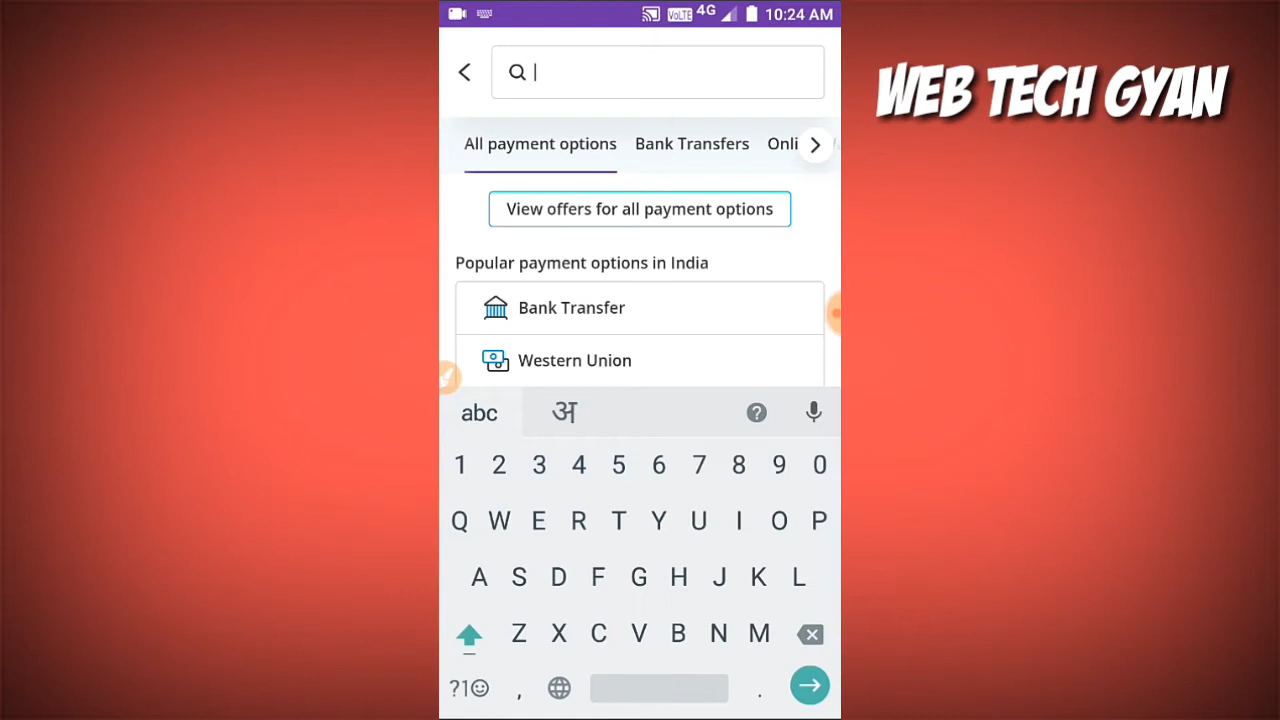 VoLTE 4G 10:24 AM
WEB TECH GYAN
All payment options Bank Transfers Onli
View offers for all payment options
Popular payment options in India
Bank Transfer
Western Union
abc अ ?
1 2 3 4 5 6 7 8 9 0
Q W E R T Y U I O P
A S D F G H J K L
Z X C V B N M
?1☺ , .